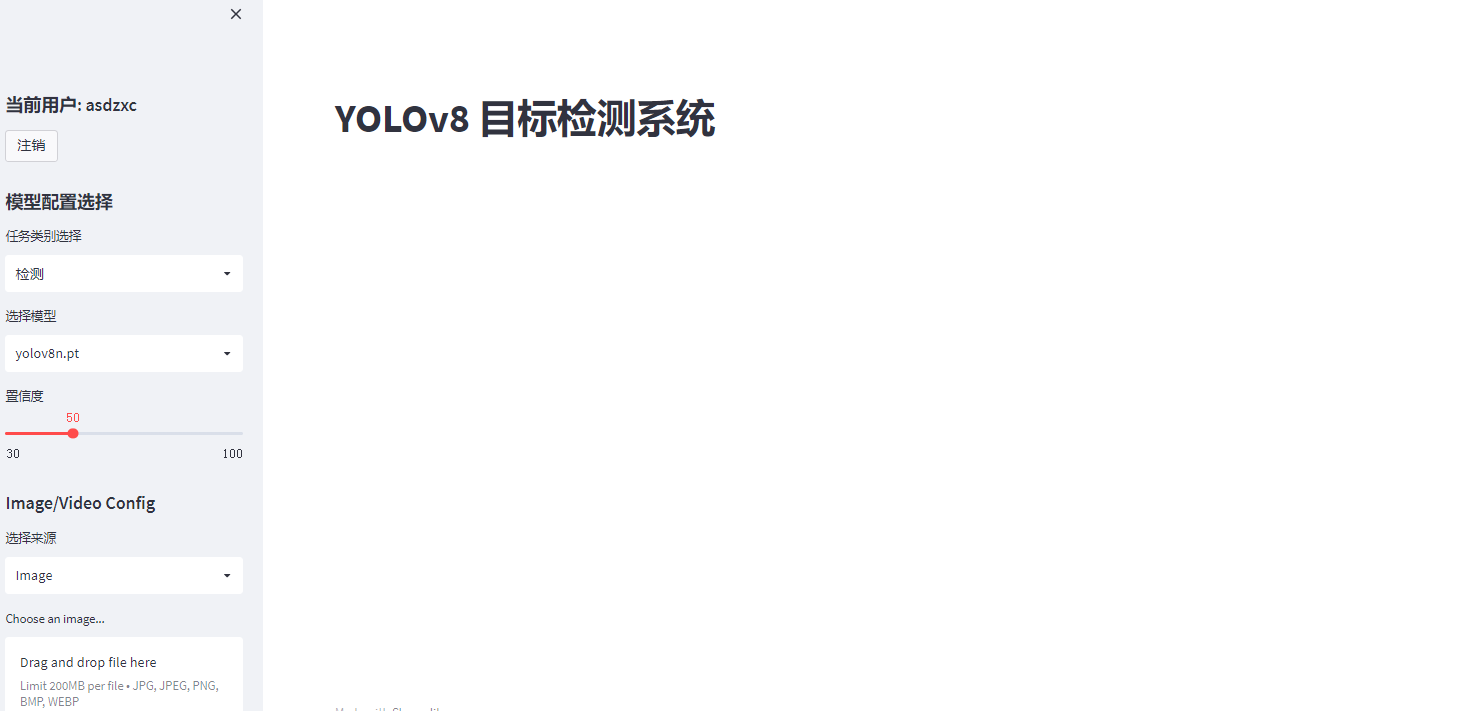 当前用户: asdzxc
注销
模型配置选择
任务类别选择
检测
选择模型
yolov8n.pt
置信度
50
30 100
Image/Video Config
选择来源
Image
Choose an image...
Drag and drop file here
Limit 200MB per file • JPG, JPEG, PNG,
BMP, WEBP
YOLOv8 目标检测系统